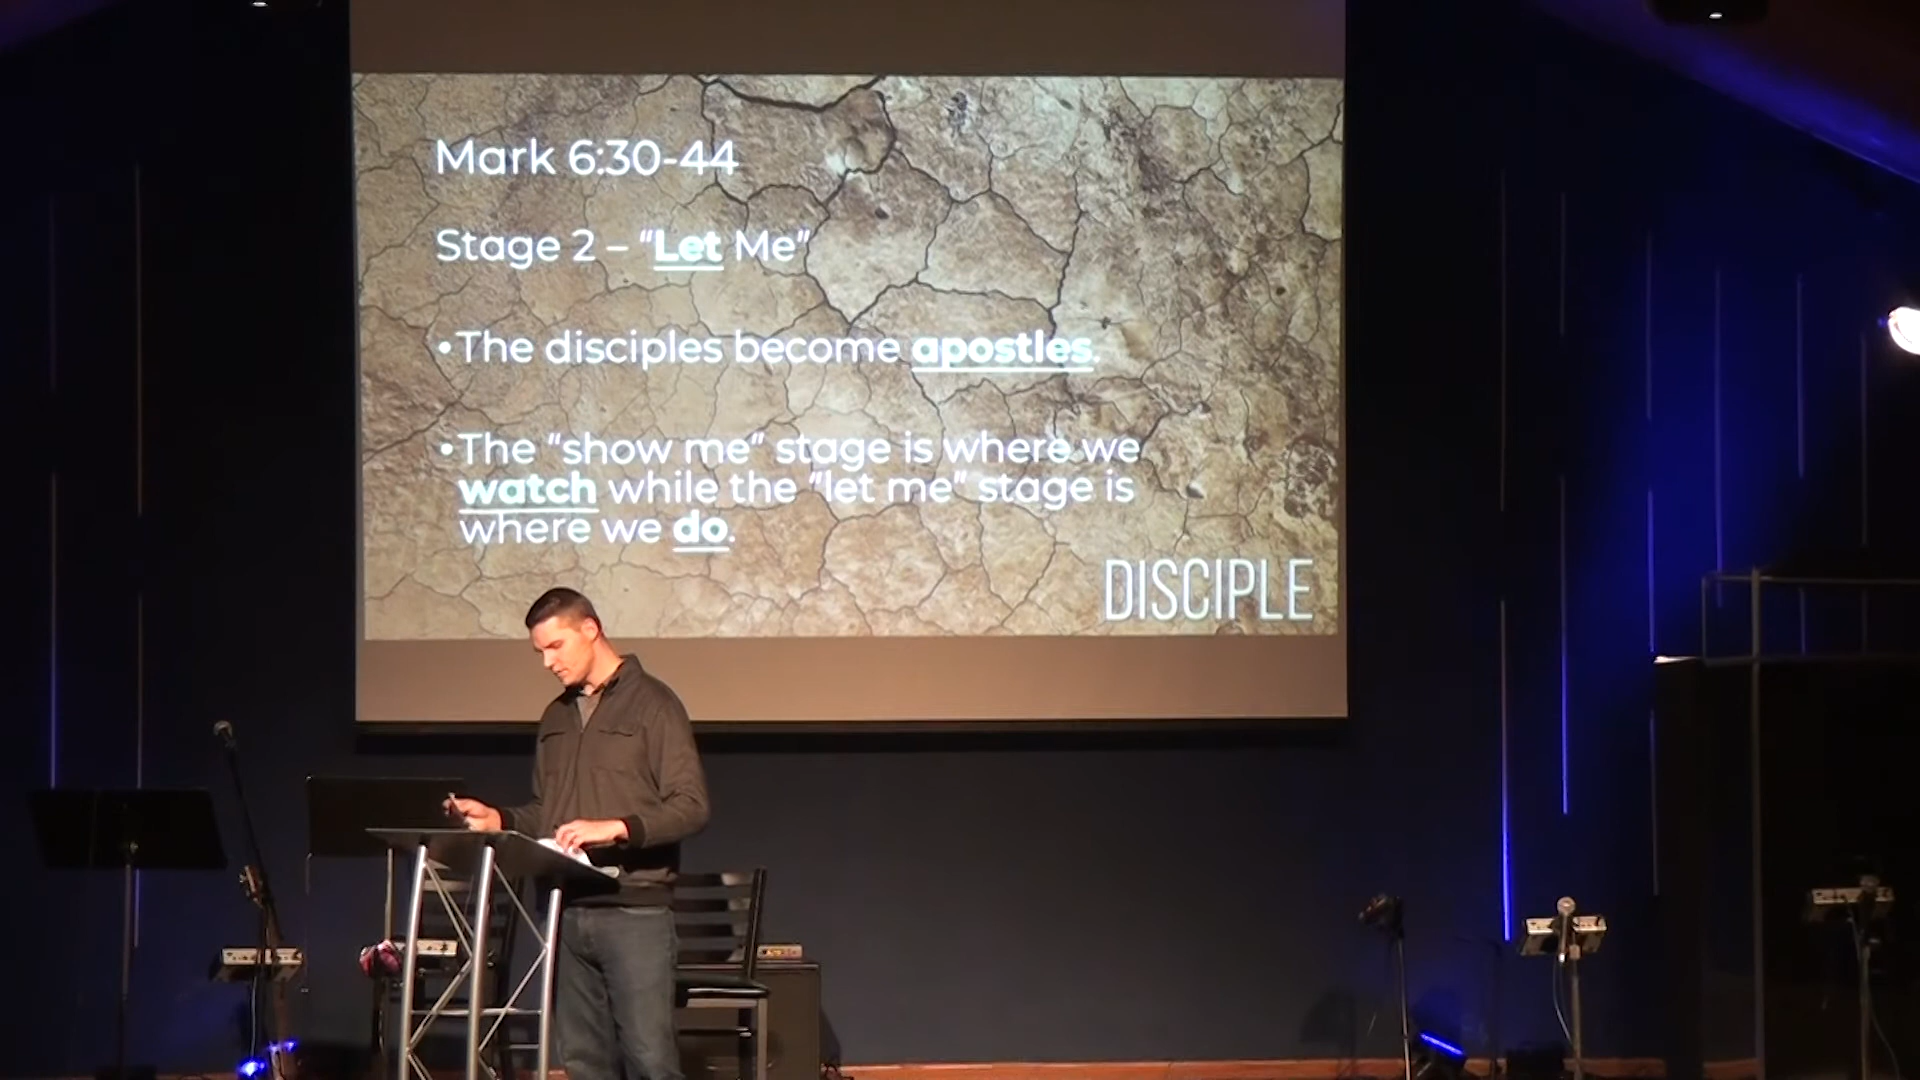 Mark 6:30-44
Stage 2 – “Let Me”
•The disciples become apostles.
•The “show me” stage is where we
watch while the “let me” stage is
where we do.
DISCIPLE